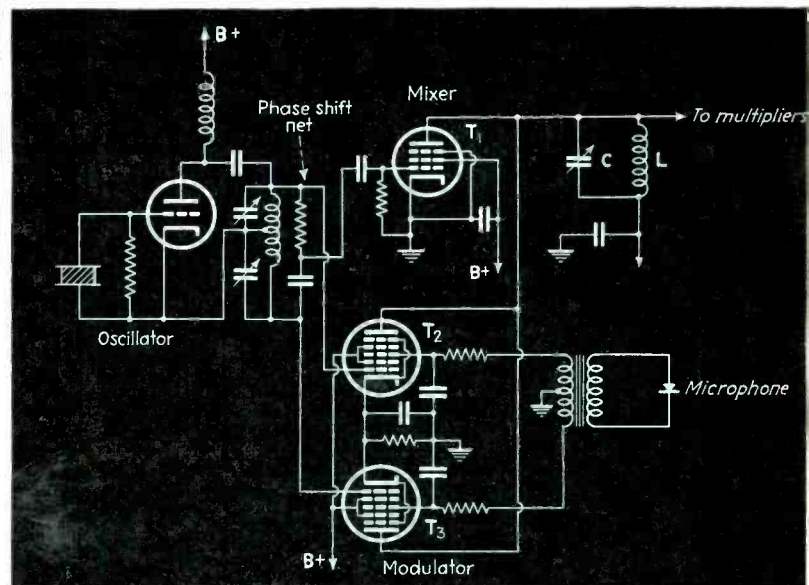 B+
Phase shift
net
Mixer
T1
To multipliers
C
L
B+
Oscillator
T2
Microphone
T3
B+
Modulator